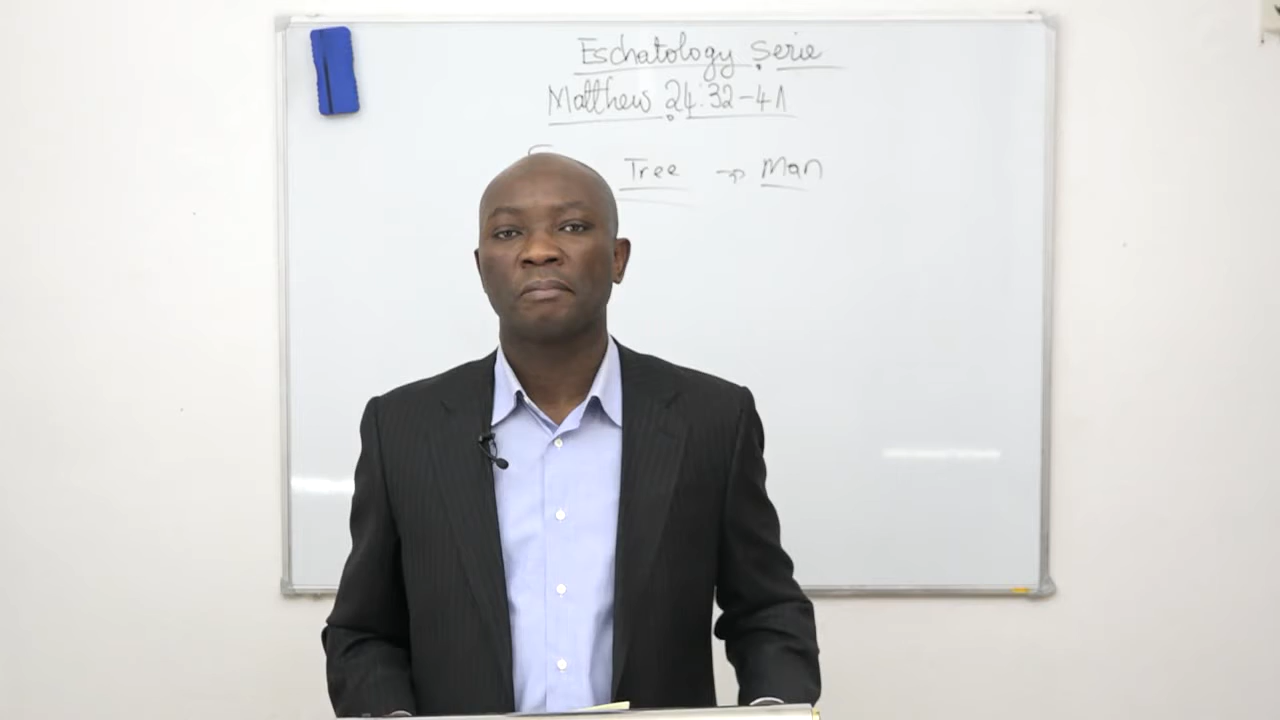 Eschatology Serie
Matthew 24:32-41
Tree → Man